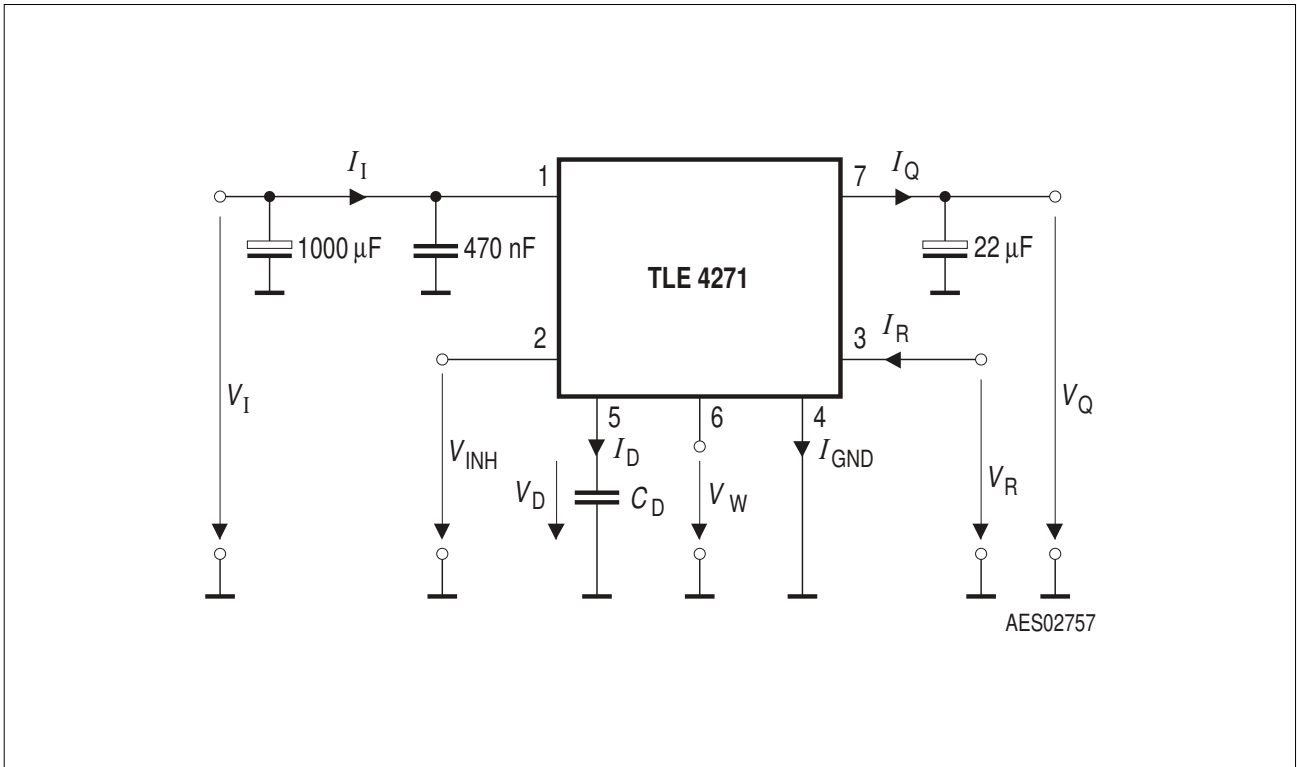 I_I
1
7
I_Q
1000 µF
470 nF
22 µF
TLE 4271
2
3
I_R
V_I
V_INH
5
6
4
I_D
I_GND
V_D
C_D
V_W
V_R
V_Q
AES02757